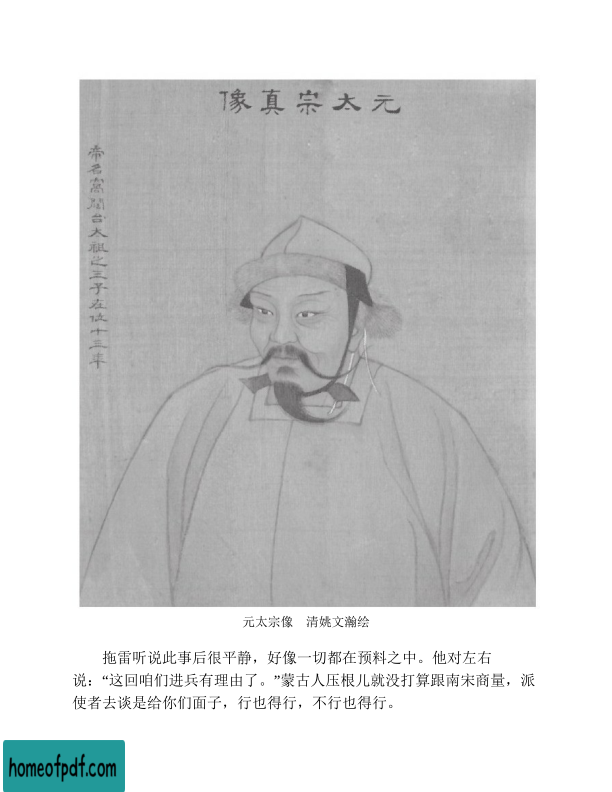 元太宗真像
帝名窩闊台太祖之三子在位十三年
元太宗像　清姚文瀚绘
拖雷听说此事后很平静，好像一切都在预料之中。他对左右
说：“这回咱们进兵有理由了。”蒙古人压根儿就没打算跟南宋商量，派
使者去谈是给你们面子，行也得行，不行也得行。
homeofpdf.com